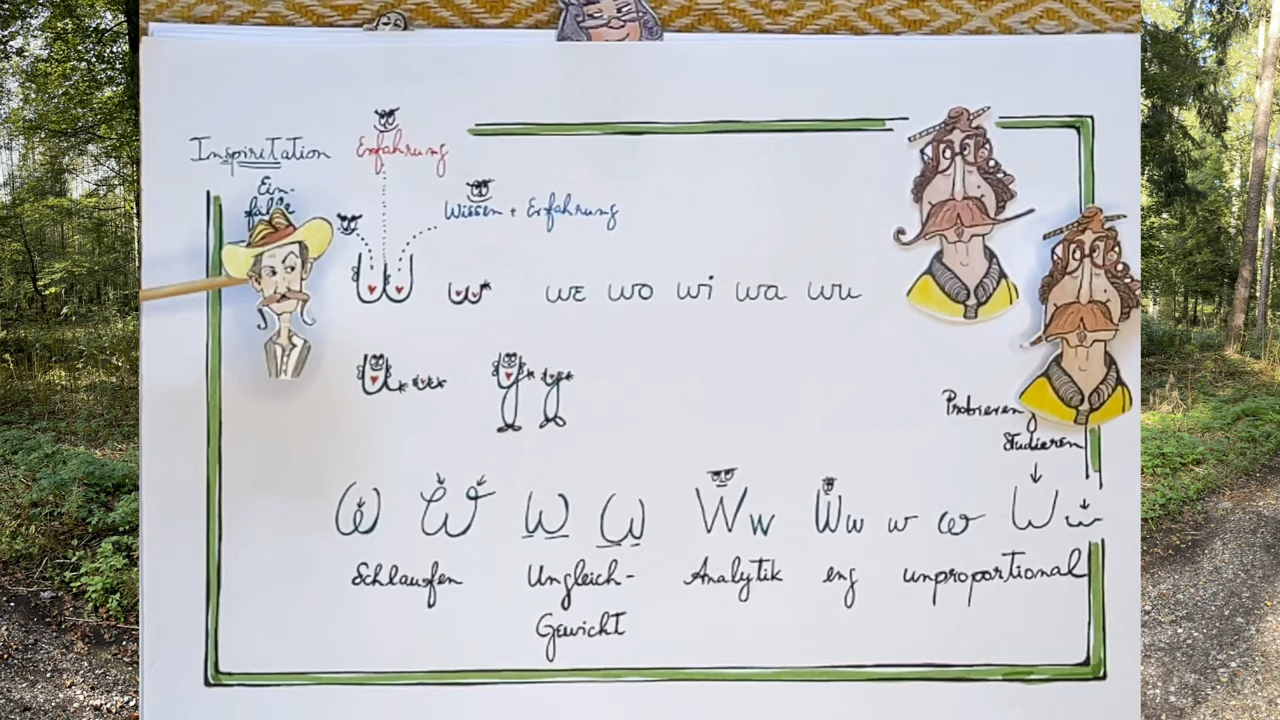 InspiriTation
Erfahrung
Ein-
fälle
Wissen + Erfahrung
W w we wo wi wa wu
U u y y
Probieren
Studieren
W W W W W W w W w w w W w
Schlaufen Ungleich- Analytik eng unproportional
Gewicht